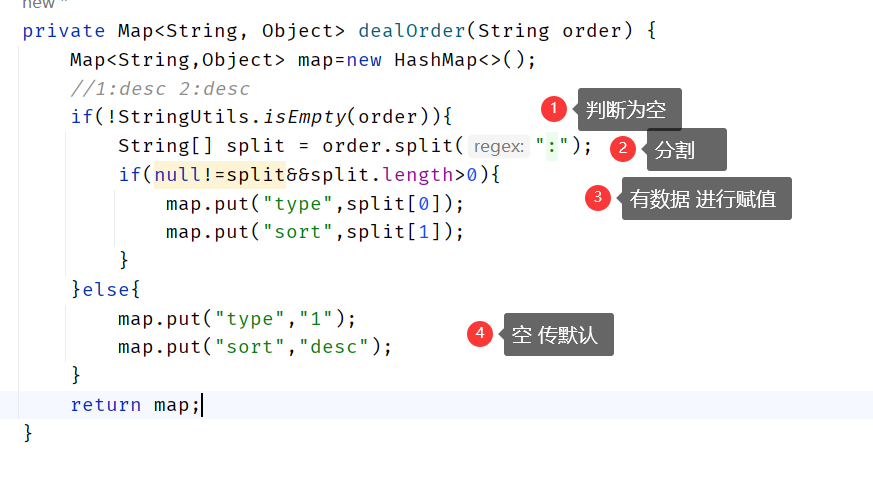 new *
private Map<String, Object> dealOrder(String order) {
Map<String,Object> map=new HashMap<>();
//1:desc 2:desc
if(!StringUtils.isEmpty(order)){
1 判断为空
String[] split = order.split( regex: ":");
2 分割
if(null!=split&&split.length>0){
3 有数据 进行赋值
map.put("type",split[0]);
map.put("sort",split[1]);
}
}else{
map.put("type","1");
4 空 传默认
map.put("sort","desc");
}
return map;
}